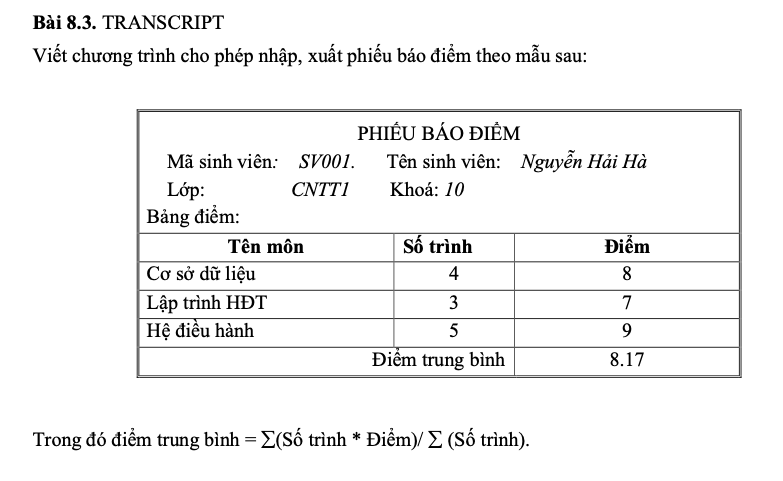 Bài 8.3. TRANSCRIPT
Viết chương trình cho phép nhập, xuất phiếu báo điểm theo mẫu sau:
PHIẾU BÁO ĐIỂM
Mã sinh viên: SV001. Tên sinh viên: Nguyễn Hải Hà
Lớp: CNTT1 Khoá: 10
Bảng điểm:
Tên môn Số trình Điểm
Cơ sở dữ liệu 4 8
Lập trình HĐT 3 7
Hệ điều hành 5 9
Điểm trung bình 8.17
Trong đó điểm trung bình = ∑(Số trình * Điểm)/ ∑ (Số trình).